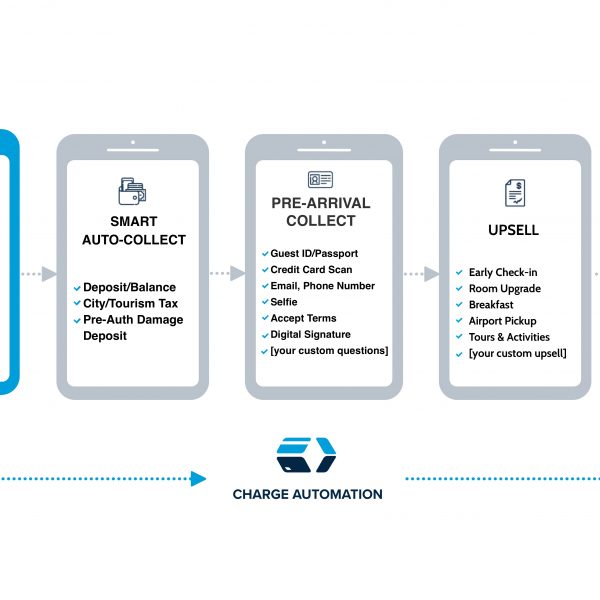 SMART
AUTO-COLLECT
Deposit/Balance
City/Tourism Tax
Pre-Auth Damage
Deposit
PRE-ARRIVAL
COLLECT
Guest ID/Passport
Credit Card Scan
Email, Phone Number
Selfie
Accept Terms
Digital Signature
[your custom questions]
$
UPSELL
Early Check-in
Room Upgrade
Breakfast
Airport Pickup
Tours & Activities
[your custom upsell]
CHARGE AUTOMATION